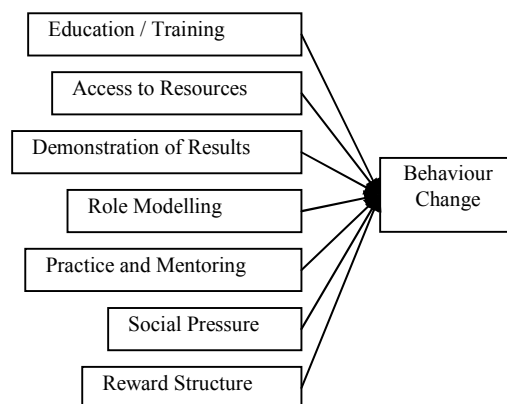 Education / Training
Access to Resources
Demonstration of Results
Role Modelling
Practice and Mentoring
Social Pressure
Reward Structure
Behaviour
Change